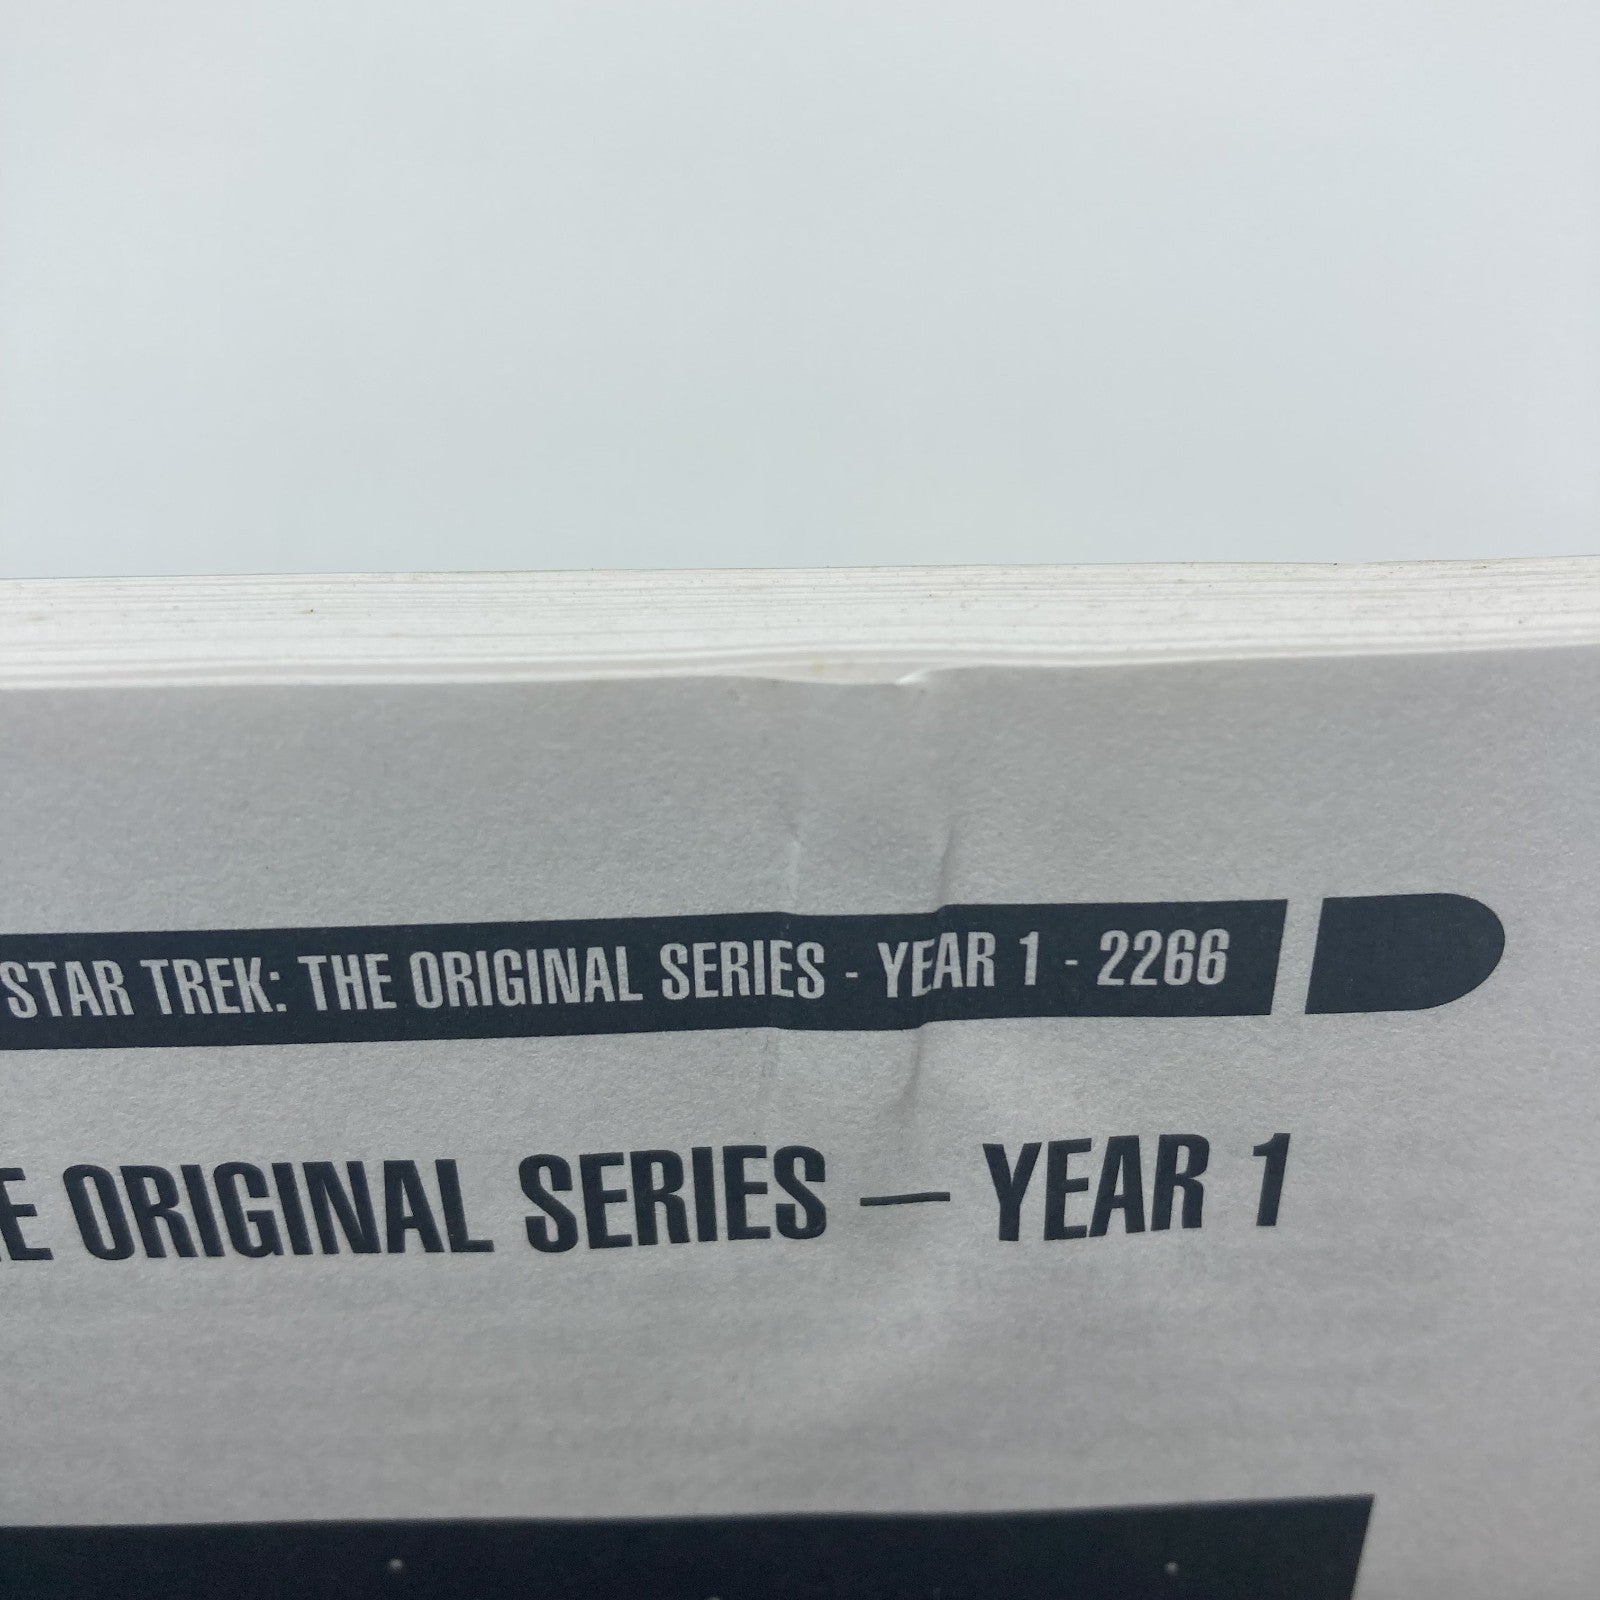 STAR TREK: THE ORIGINAL SERIES - YEAR 1 - 2266
ORIGINAL SERIES — YEAR 1